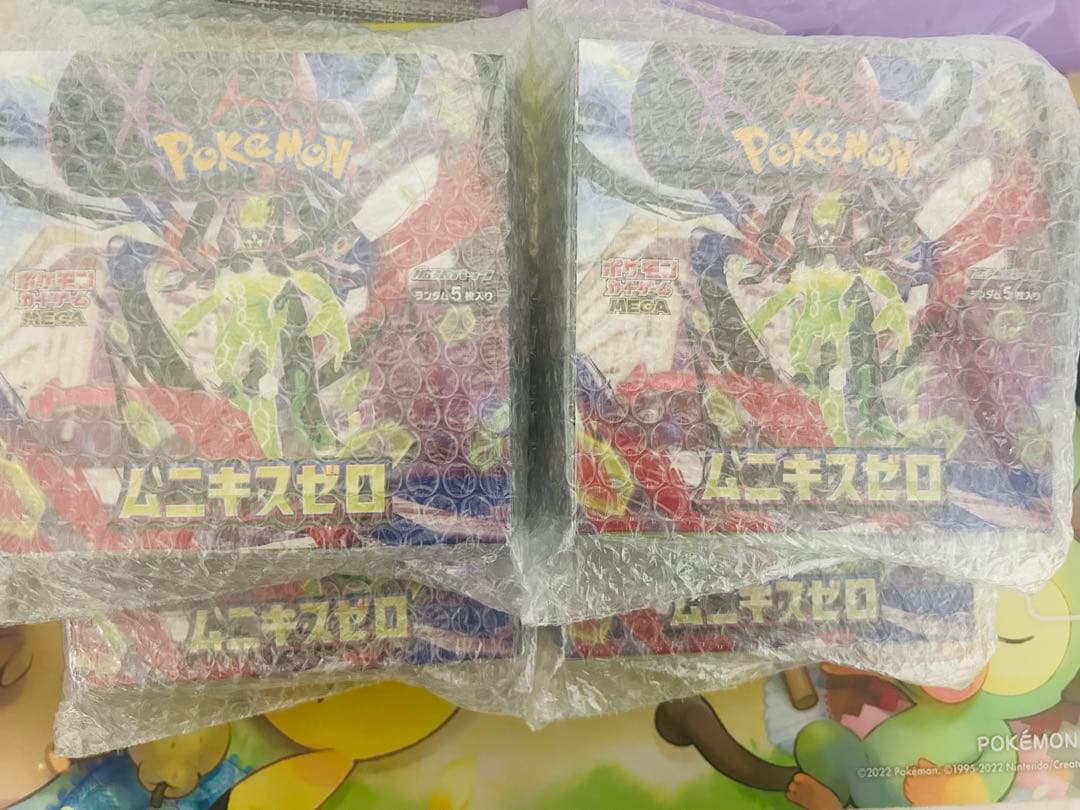 POKÉMON
ポケモン
カードゲーム
MEGA
ランダム5枚入り
ムニキスゼロ
POKÉMON
ポケモン
カードゲーム
MEGA
ランダム5枚入り
ムニキスゼロ
ムニキスゼロ
ムニキスゼロ
POKÉMON
©2022 Pokémon. ©1995-2022 Nintendo/Creatu